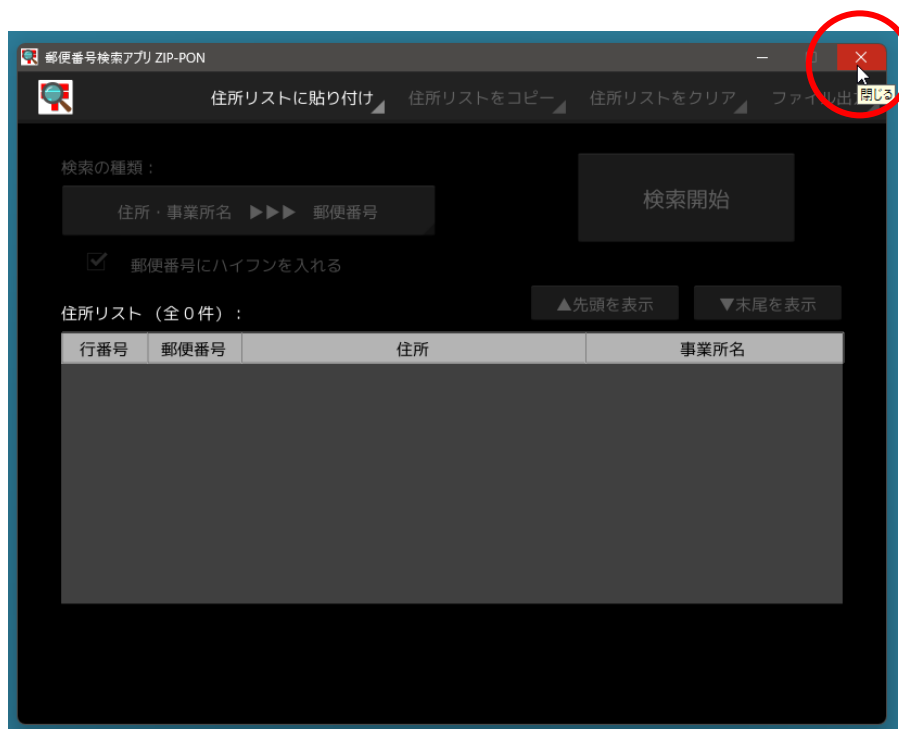 郵便番号検索アプリ ZIP-PON
住所リストに貼り付け 住所リストをコピー 住所リストをクリア ファイル出
閉じる
検索の種類：
住所・事業所名 ▶▶▶ 郵便番号
検索開始
郵便番号にハイフンを入れる
住所リスト（全０件）：
▲先頭を表示 ▼末尾を表示
行番号 郵便番号 住所 事業所名